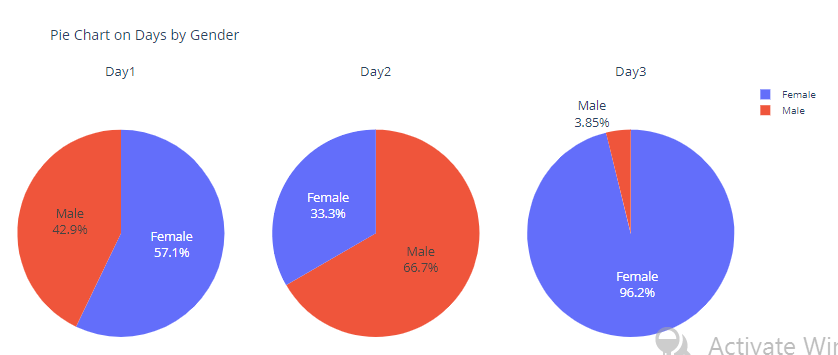 Pie Chart on Days by Gender
Day1
Day2
Day3
Female
Male
Male
3.85%
Male
42.9%
Female
57.1%
Female
33.3%
Male
66.7%
Female
96.2%
Activate Win